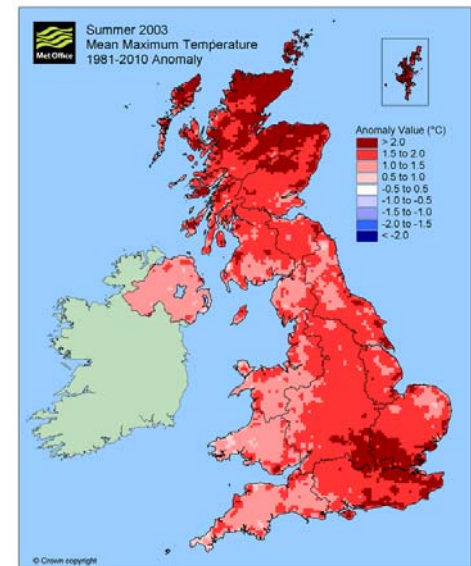 Met Office
Summer 2003
Mean Maximum Temperature
1981-2010 Anomaly
Anomaly Value (°C)
> 2.0
1.5 to 2.0
1.0 to 1.5
0.5 to 1.0
-0.5 to 0.5
-1.0 to -0.5
-1.5 to -1.0
-2.0 to -1.5
< -2.0
© Crown copyright